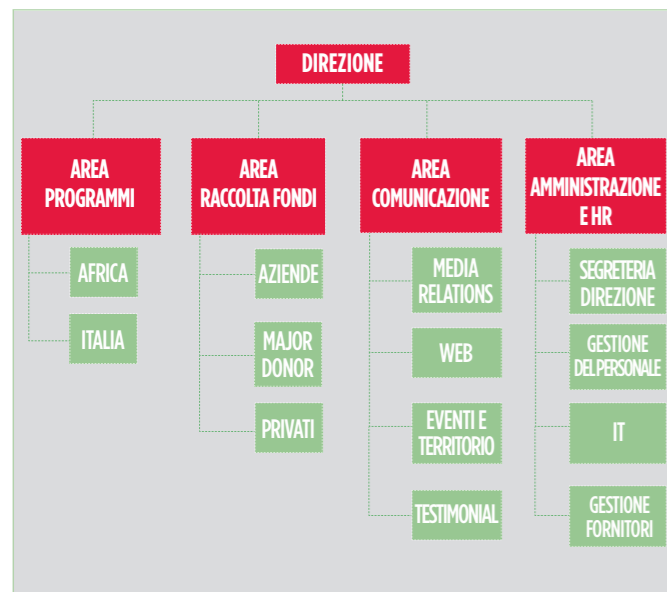 DIREZIONE
AREA
PROGRAMMI
AFRICA
ITALIA
AREA
RACCOLTA FONDI
AZIENDE
MAJOR
DONOR
PRIVATI
AREA
COMUNICAZIONE
MEDIA
RELATIONS
WEB
EVENTI E
TERRITORIO
TESTIMONIAL
AREA
AMMINISTRAZIONE
E HR
SEGRETERIA
DIREZIONE
GESTIONE
DEL PERSONALE
IT
GESTIONE
FORNITORI